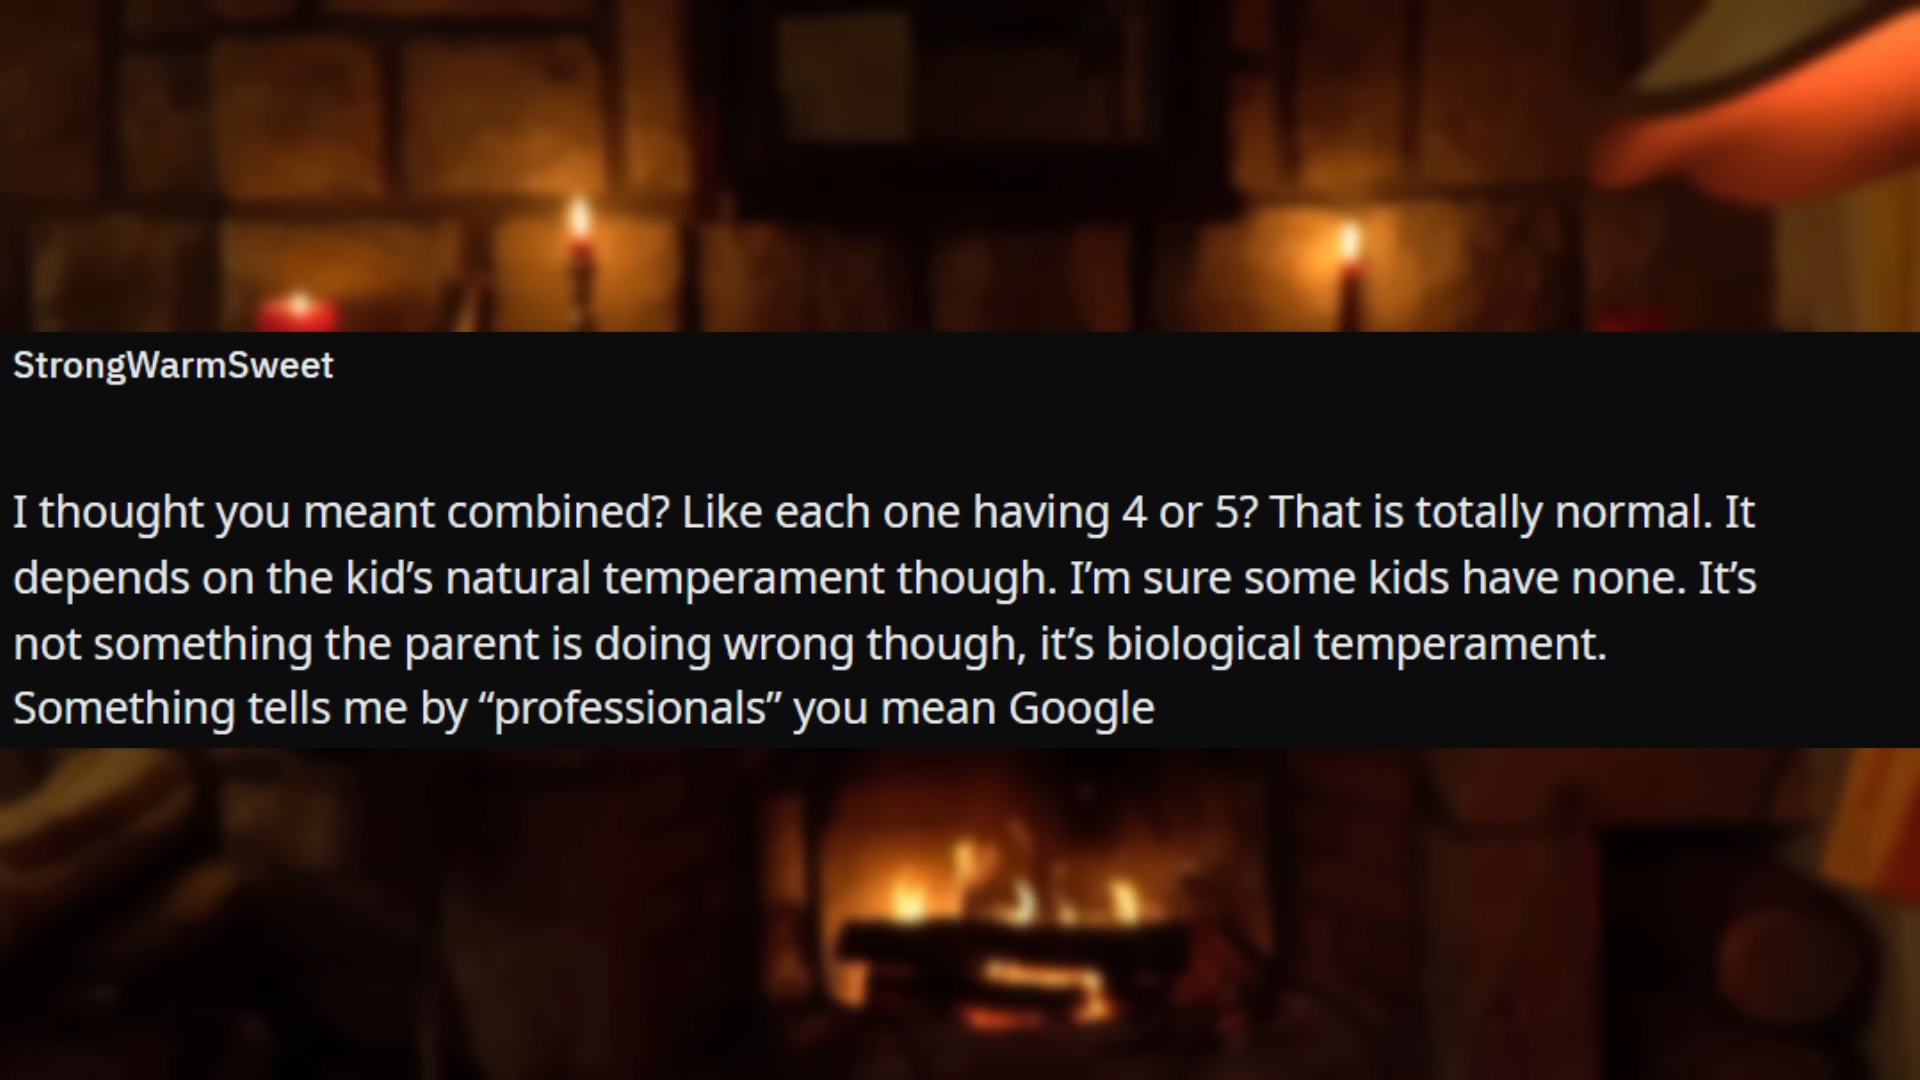 StrongWarmSweet
I thought you meant combined? Like each one having 4 or 5? That is totally normal. It
depends on the kid’s natural temperament though. I’m sure some kids have none. It’s
not something the parent is doing wrong though, it’s biological temperament.
Something tells me by “professionals” you mean Google